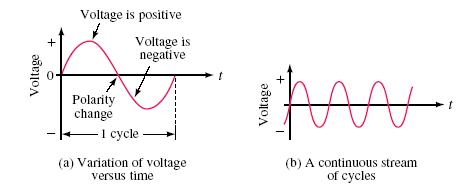 Voltage is positive
Voltage is
negative
+
0
−
Voltage
t
Polarity
change
1 cycle
(a) Variation of voltage
versus time
+
−
Voltage
t
(b) A continuous stream
of cycles